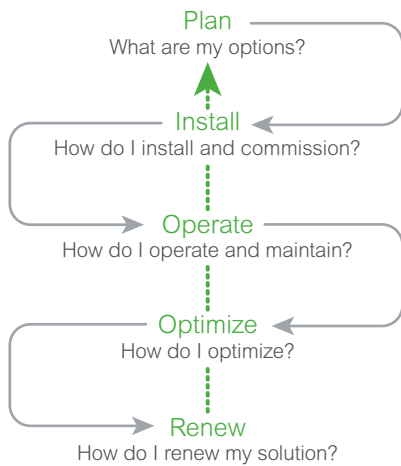 Plan
What are my options?
Install
How do I install and commission?
Operate
How do I operate and maintain?
Optimize
How do I optimize?
Renew
How do I renew my solution?